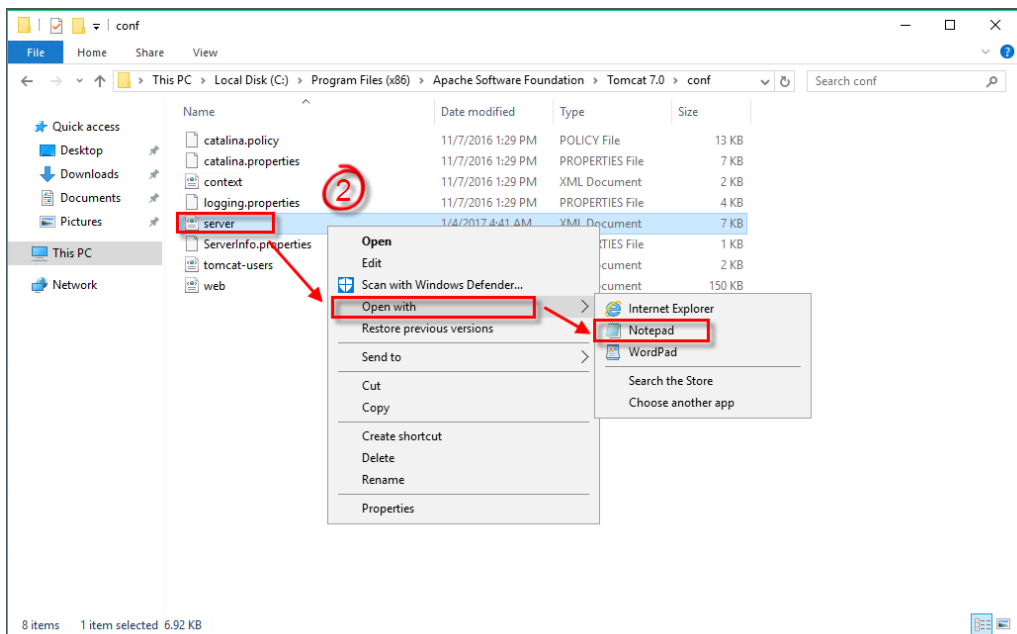 conf
File Home Share View
This PC > Local Disk (C:) > Program Files (x86) > Apache Software Foundation > Tomcat 7.0 > conf
Search conf
Name Date modified Type Size
Quick access
Desktop
Downloads
Documents
Pictures
This PC
Network
catalina.policy 11/7/2016 1:29 PM POLICY File 13 KB
catalina.properties 11/7/2016 1:29 PM PROPERTIES File 7 KB
context 11/7/2016 1:29 PM XML Document 2 KB
logging.properties 11/7/2016 1:29 PM PROPERTIES File 4 KB
server 1/4/2017 4:41 AM XML Document 7 KB
ServerInfo.properties TIES File 1 KB
tomcat-users cument 2 KB
web cument 150 KB
2
Open
Edit
Scan with Windows Defender...
Open with
Restore previous versions
Send to
Cut
Copy
Create shortcut
Delete
Rename
Properties
Internet Explorer
Notepad
WordPad
Search the Store
Choose another app
8 items 1 item selected 6.92 KB